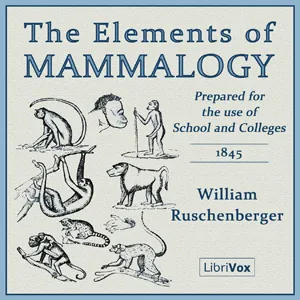 The Elements of
MAMMALOGY
Prepared for
the use of
School and Colleges
1845
William
Ruschenberger
LibriVox